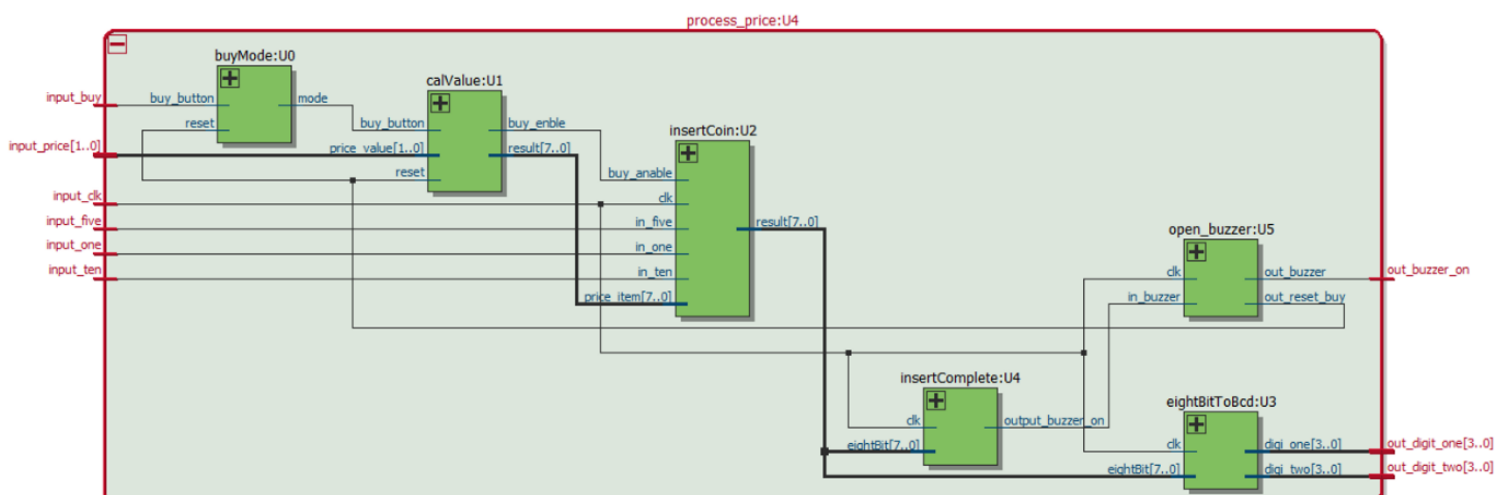 process_price:U4
buyMode:U0
input_buy
buy_button
mode
reset
input_price[1..0]
calValue:U1
buy_button
buy_enble
price_value[1..0]
result[7..0]
reset
insertCoin:U2
buy_anable
input_clk
clk
input_five
in_five
result[7..0]
input_one
in_one
input_ten
in_ten
price_item[7..0]
open_buzzer:U5
clk
out_buzzer
out_buzzer_on
in_buzzer
out_reset_buy
insertComplete:U4
clk
output_buzzer_on
eightBit[7..0]
eightBitToBcd:U3
clk
digi_one[3..0]
out_digit_one[3..0]
eightBit[7..0]
digi_two[3..0]
out_digit_two[3..0]